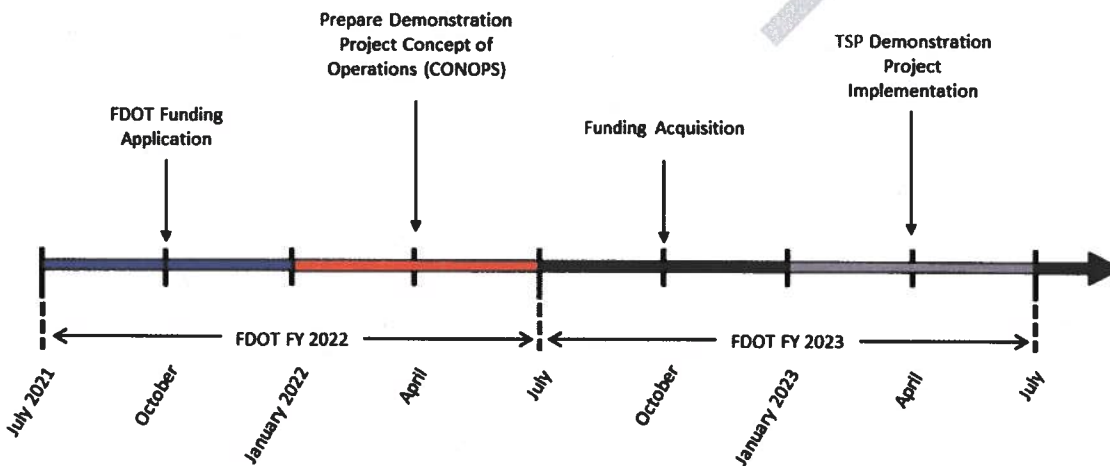 Prepare Demonstration
Project Concept of
Operations (CONOPS)
TSP Demonstration
Project
Implementation
FDOT Funding
Application
Funding Acquisition
FDOT FY 2022
FDOT FY 2023
July 2021
October
January 2022
April
July
October
January 2023
April
July